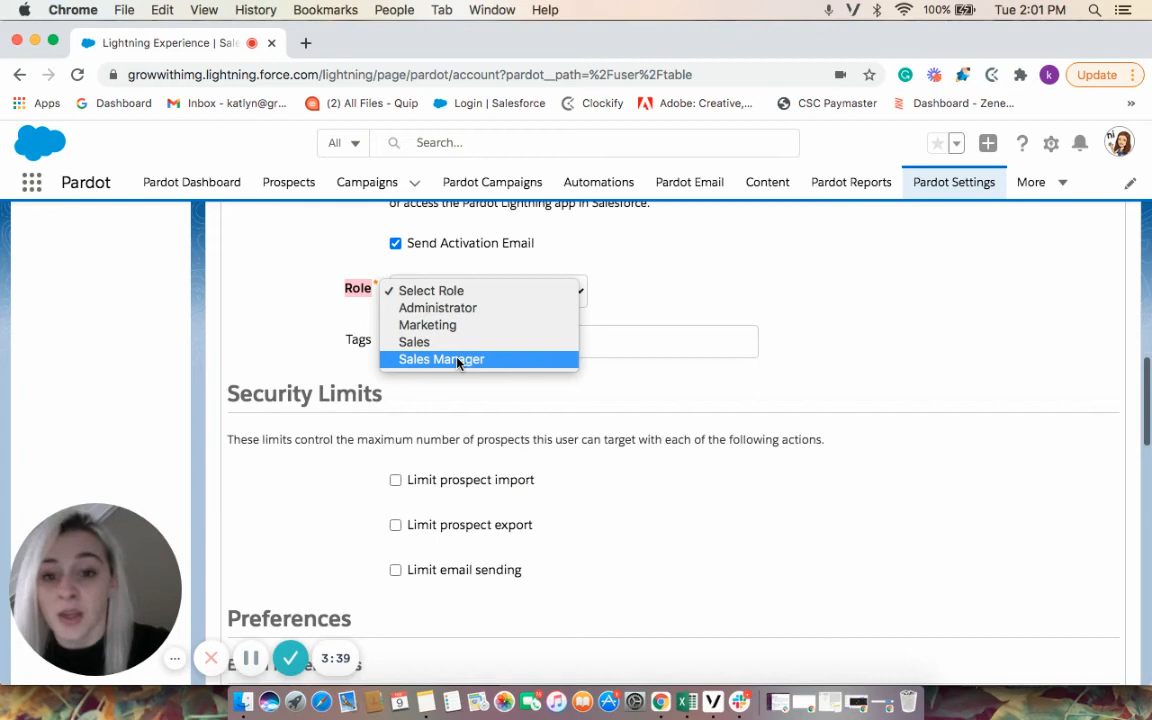 Chrome File Edit View History Bookmarks People Tab Window Help 100% Tue 2:01 PM
Lightning Experience | Sale
growwithimg.lightning.force.com/lightning/page/pardot/account?pardot__path=%2Fuser%2Ftable Update
Apps Dashboard Inbox - katlyn@gr... (2) All Files - Quip Login | Salesforce Clockify Adobe: Creative,... CSC Paymaster Dashboard - Zene... »
All Search...
Pardot Pardot Dashboard Prospects Campaigns Pardot Campaigns Automations Pardot Email Content Pardot Reports Pardot Settings More
of access the Pardot Lightning app in Salesforce.
Send Activation Email
Role * ✓ Select Role
Administrator
Marketing
Tags Sales
Sales Manager
Security Limits
These limits control the maximum number of prospects this user can target with each of the following actions.
Limit prospect import
Limit prospect export
Limit email sending
Preferences
3:39